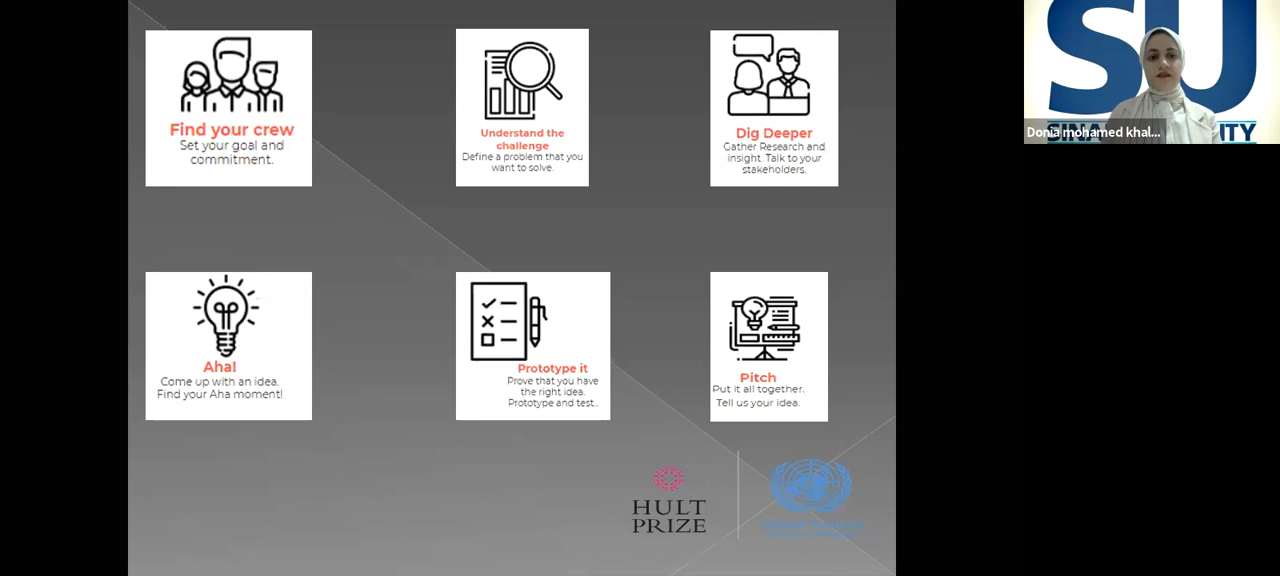 Find your crew
Set your goal and
commitment.
Understand the
challenge
Define a problem that you
want to solve.
Dig Deeper
Gather Research and
insight. Talk to your
stakeholders.
Aha!
Come up with an idea.
Find your Aha moment!
Prototype it
Prove that you have
the right idea.
Prototype and test..
Pitch
Put it all together.
Tell us your idea.
HULT
PRIZE
SU
Donia mohamed khal...